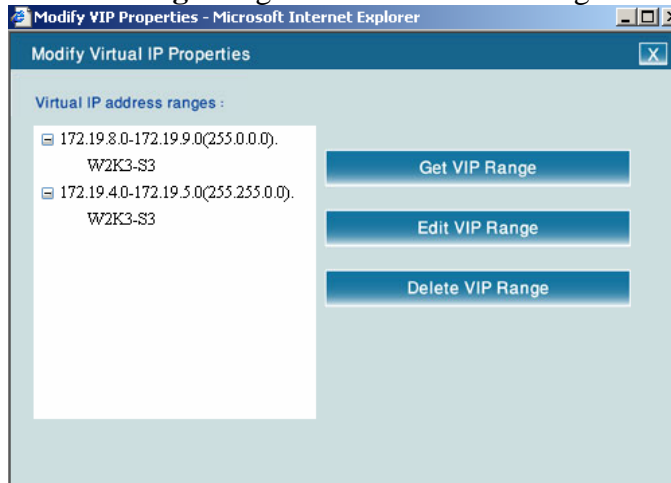 Modify VIP Properties - Microsoft Internet Explorer
Modify Virtual IP Properties
X
Virtual IP address ranges :
172.19.8.0-172.19.9.0(255.0.0.0).
W2K3-S3
172.19.4.0-172.19.5.0(255.255.0.0).
W2K3-S3
Get VIP Range
Edit VIP Range
Delete VIP Range